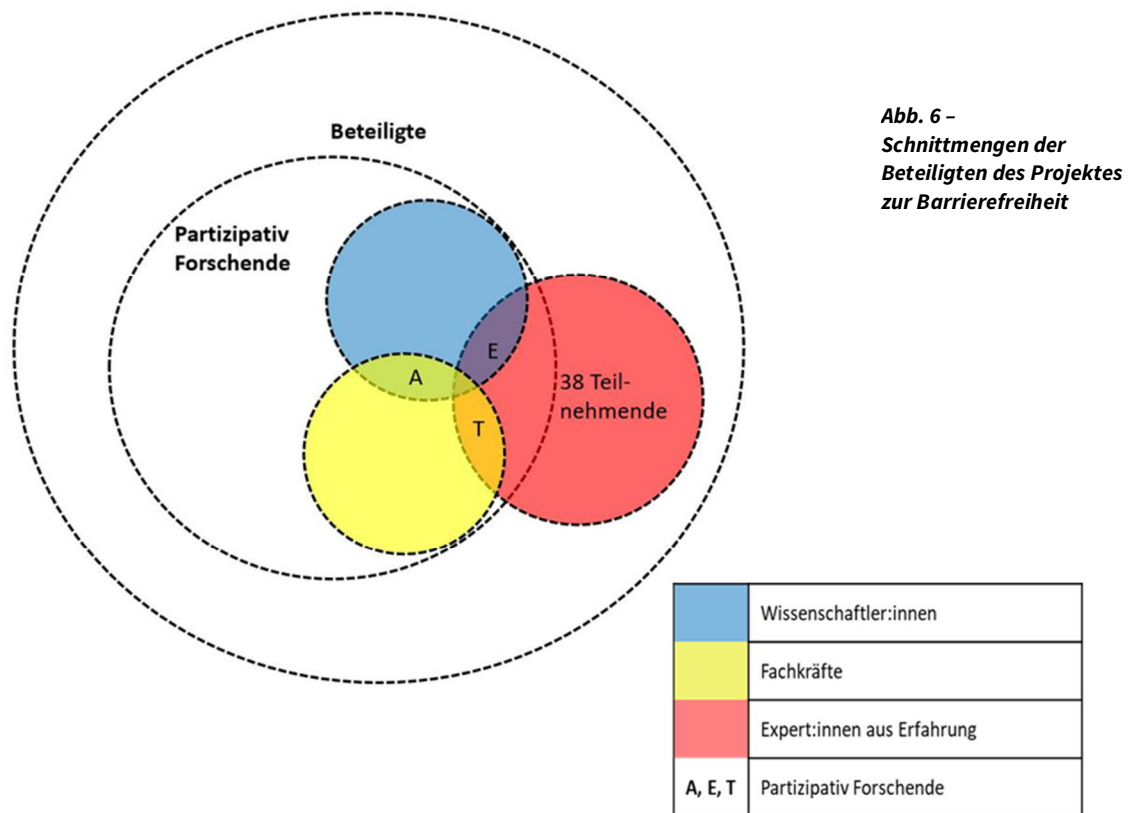 Beteiligte
Partizipativ
Forschende
E
A
T
38 Teil-
nehmende
Abb. 6 –
Schnittmengen der
Beteiligten des Projektes
zur Barrierefreiheit
Wissenschaftler:innen
Fachkräfte
Expert:innen aus Erfahrung
A, E, T Partizipativ Forschende